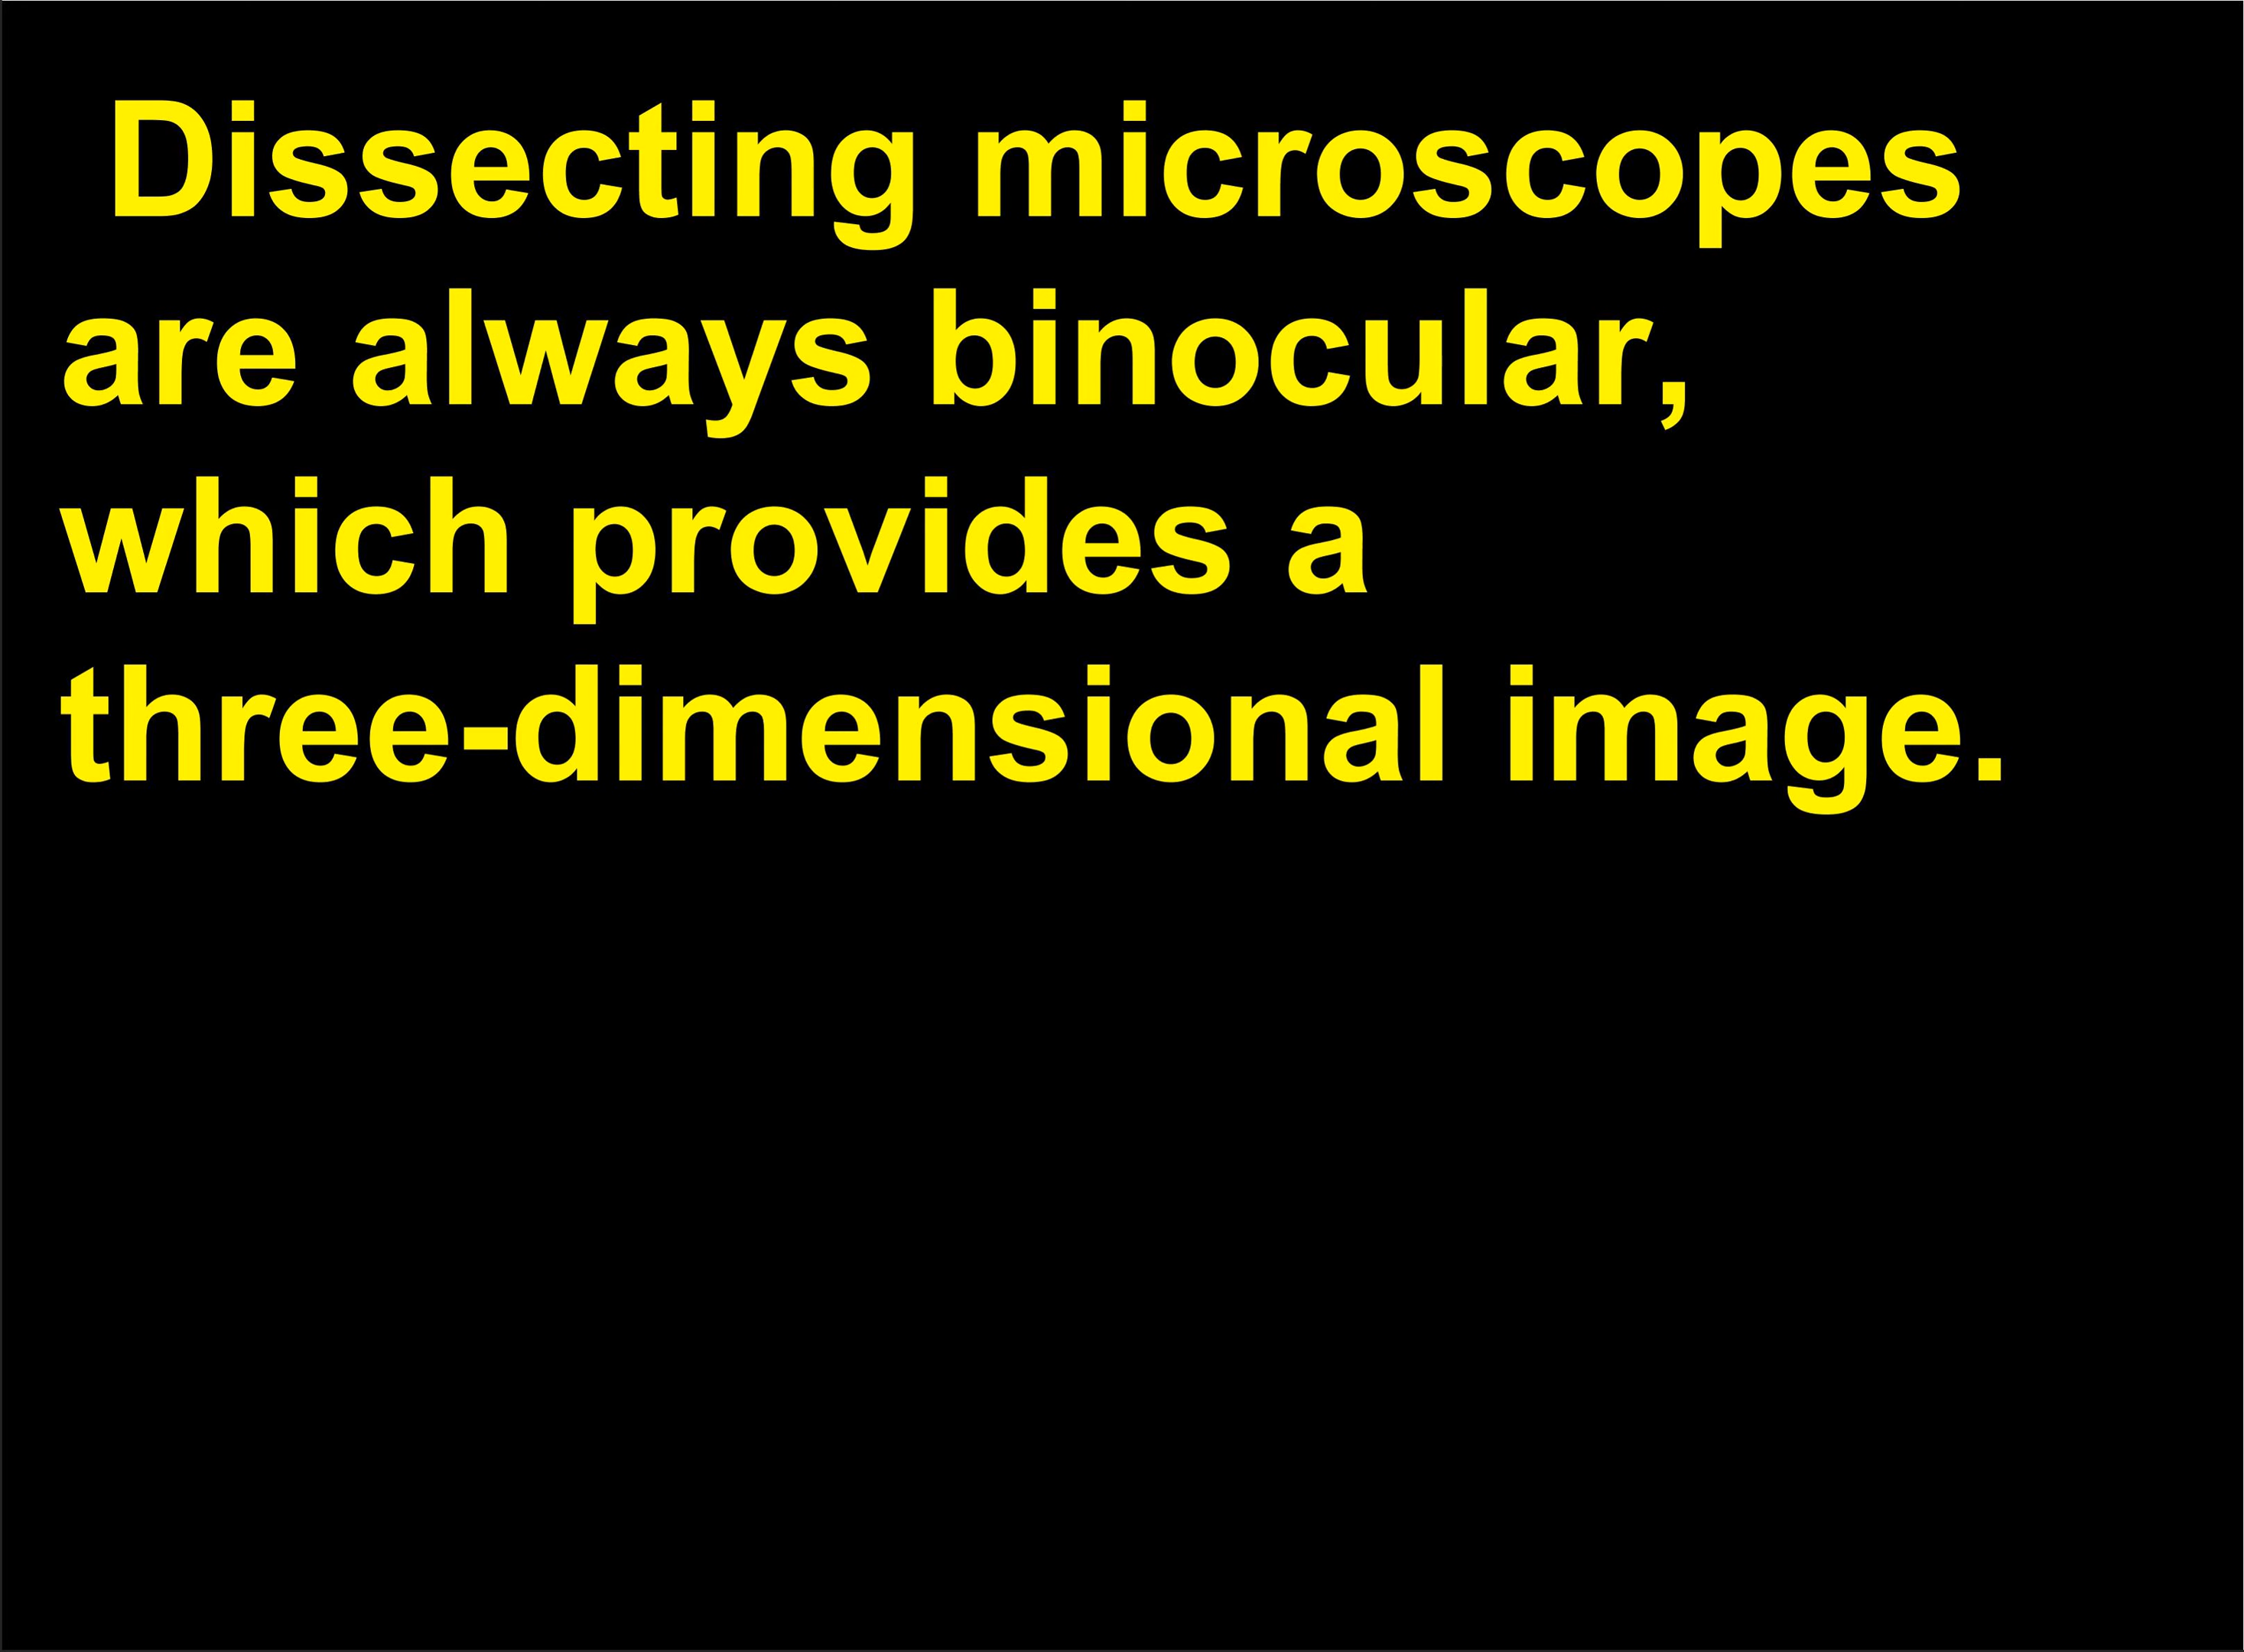 Dissecting microscopes
are always binocular,
which provides a
three-dimensional image.